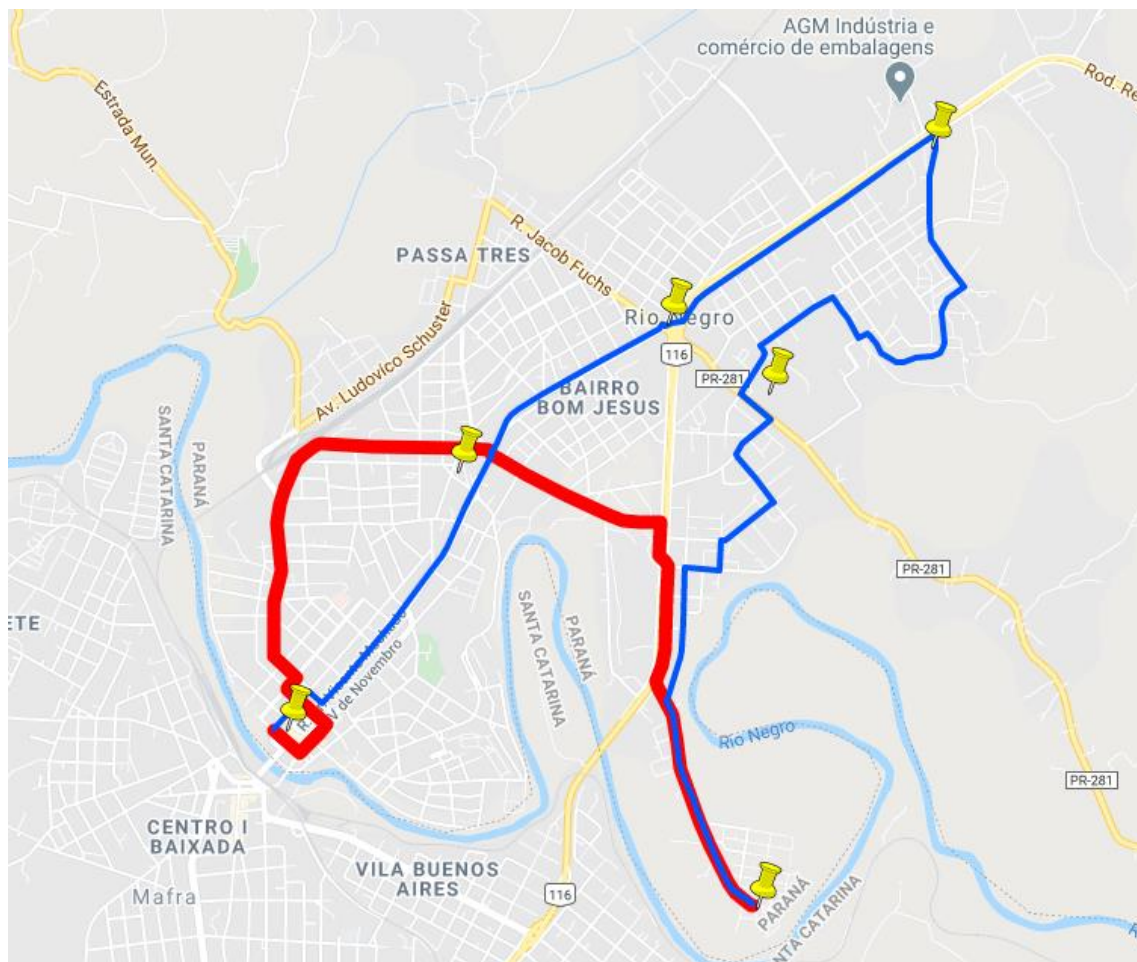 AGM Indústria e
comércio de embalagens
Rod. Re
Estrada Mun.
R. Jacob Fuchs
PASSA TRES
Av. Ludovico Schuster
Rio Negro
116
PR-281
BAIRRO
BOM JESUS
SANTA CATARINA
PARANÁ
PR-281
SANTA CATARINA
PARANÁ
ETE
V de Novembro
Rio Negro
PR-281
CENTRO I
BAIXADA
VILA BUENOS
AIRES
116
Mafra
PARANÁ
SANTA CATARINA
R